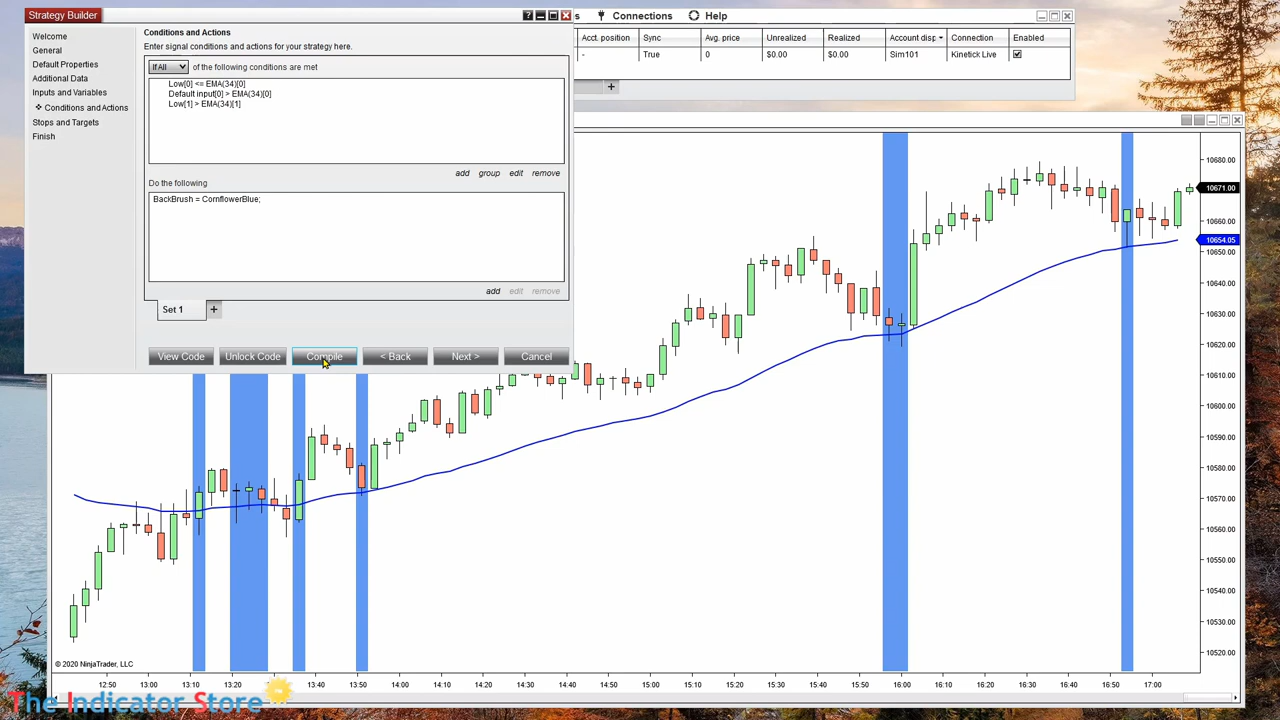 Strategy Builder
Welcome
General
Default Properties
Additional Data
Inputs and Variables
Conditions and Actions
Stops and Targets
Finish
Conditions and Actions
Enter signal conditions and actions for your strategy here.
If All of the following conditions are met
Low[0] <= EMA(34)[0]
Default input[0] > EMA(34)[0]
Low[1] > EMA(34)[1]
add group edit remove
Do the following
BackBrush = CornflowerBlue;
add edit remove
Set 1 +
View Code Unlock Code Compile < Back Next > Cancel
s Connections Help
Acct. position Sync Avg. price Unrealized Realized Account disp Connection Enabled
- True 0 $0.00 $0.00 Sim101 Kinetick Live
+
10680.00
10671.00
10660.00
10654.05
10650.00
10640.00
10630.00
10620.00
10610.00
10600.00
10590.00
10580.00
10570.00
10560.00
10550.00
10540.00
10530.00
10520.00
© 2020 NinjaTrader, LLC
12:50 13:00 13:10 13:20 13:30 13:40 13:50 14:00 14:10 14:20 14:30 14:40 14:50 15:00 15:10 15:20 15:30 15:40 15:50 16:00 16:10 16:20 16:30 16:40 16:50 17:00
The Indicator Store